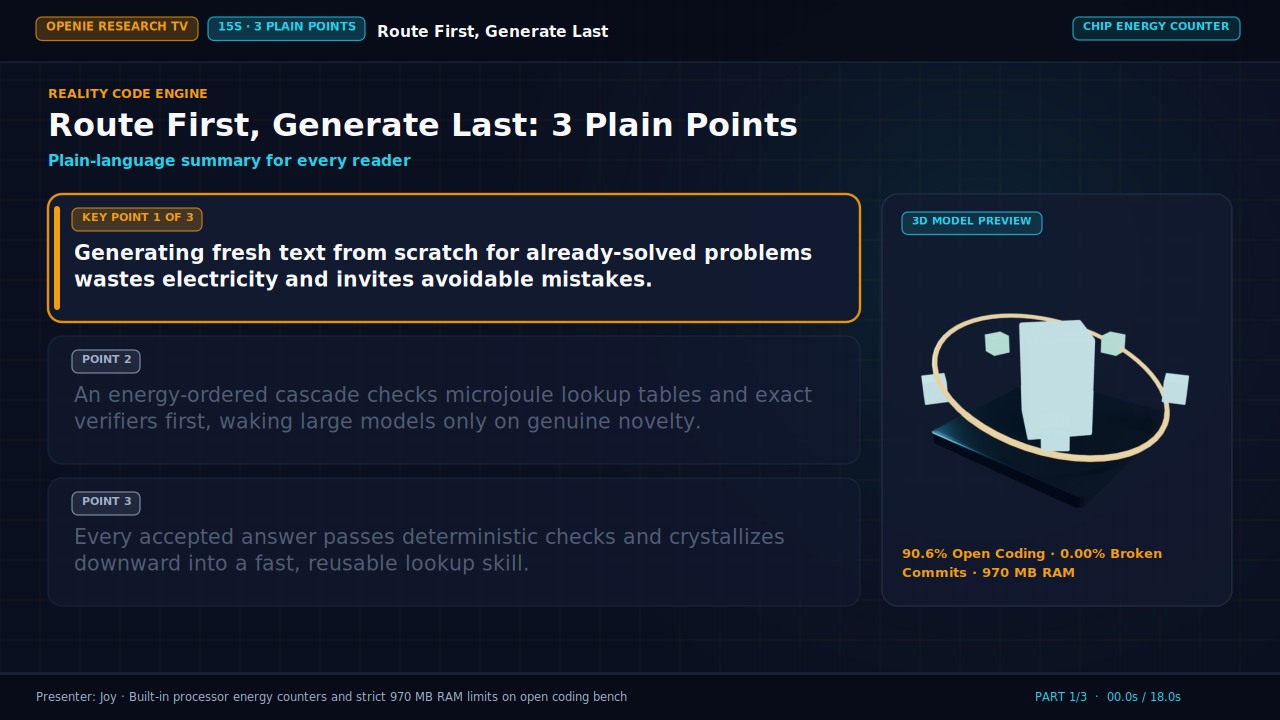 OPENIE RESEARCH TV
15S · 3 PLAIN POINTS
Route First, Generate Last
CHIP ENERGY COUNTER
REALITY CODE ENGINE
Route First, Generate Last: 3 Plain Points
Plain-language summary for every reader
KEY POINT 1 OF 3
Generating fresh text from scratch for already-solved problems
wastes electricity and invites avoidable mistakes.
POINT 2
An energy-ordered cascade checks microjoule lookup tables and exact
verifiers first, waking large models only on genuine novelty.
POINT 3
Every accepted answer passes deterministic checks and crystallizes
downward into a fast, reusable lookup skill.
3D MODEL PREVIEW
90.6% Open Coding · 0.00% Broken
Commits · 970 MB RAM
Presenter: Joy · Built-in processor energy counters and strict 970 MB RAM limits on open coding bench
PART 1/3 · 00.0s / 18.0s